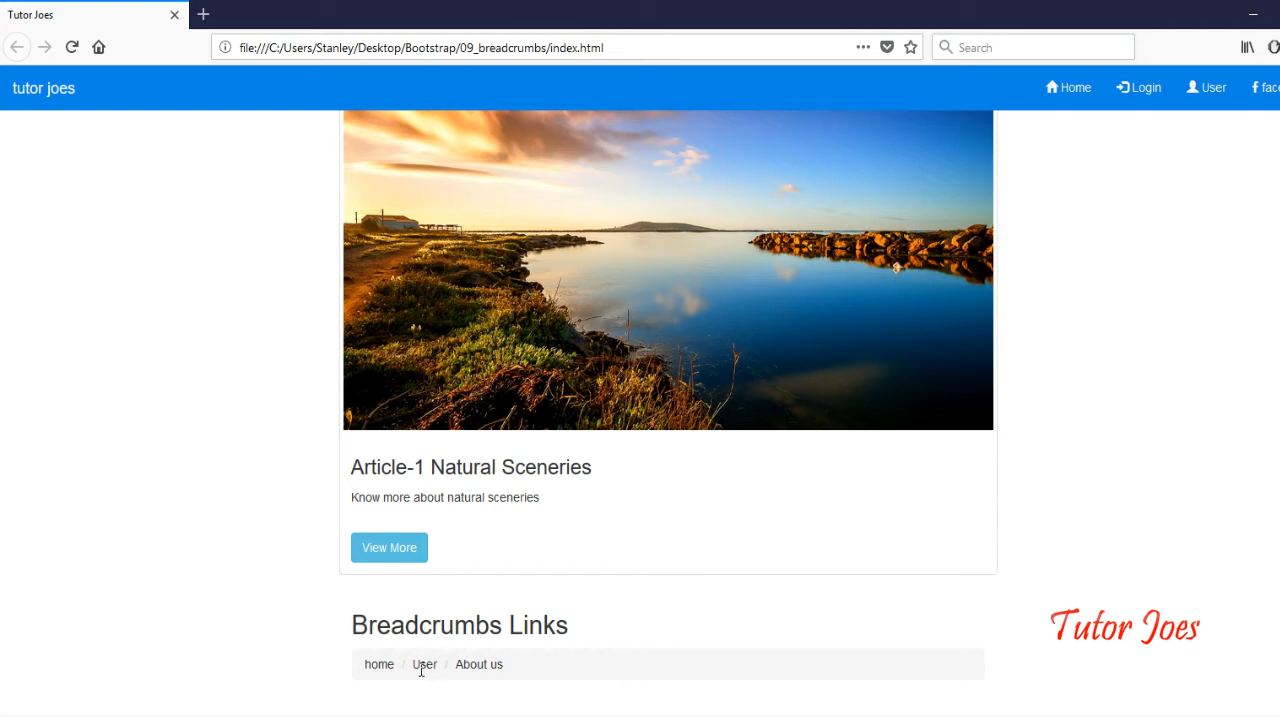 Tutor Joes
file:///C:/Users/Stanley/Desktop/Bootstrap/09_breadcrumbs/index.html
Search
tutor joes
Home
Login
User
Article-1 Natural Sceneries
Know more about natural sceneries
View More
Breadcrumbs Links
home / User / About us
Tutor Joes